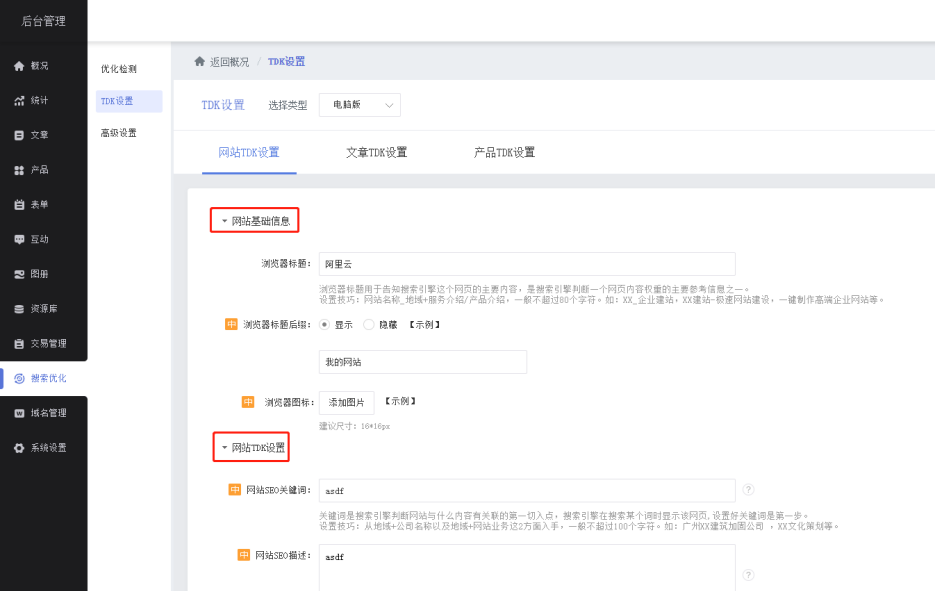 后台管理
概况
统计
文章
产品
表单
互动
图册
资源库
交易管理
搜索优化
域名管理
系统设置
优化检测
TDK设置
高级设置
返回概况 / TDK设置
TDK设置 选择类型 电脑版
网站TDK设置 文章TDK设置 产品TDK设置
网站基础信息
浏览器标题： 阿里云
浏览器标题用于告知搜索引擎这个网页的主要内容，是搜索引擎判断一个网页内容权重的主要参考信息之一。
设置技巧：网站名称_地域+服务介绍/产品介绍，一般不超过80个字符。如：XX_企业建站，XX建站-极速网站建设，一键制作高端企业网站等。
中 浏览器标题后缀： 显示 隐藏 【示例】
我的网站
中 浏览器图标： 添加图片 【示例】
建议尺寸：16*16px
网站TDK设置
中 网站SEO关键词： asdf ?
关键词是搜索引擎判断网站与什么内容有关联的第一切入点，搜索引擎在搜索某个词时显示该网页,设置好关键词是第一步。
设置技巧：从地域+公司名称以及地域+网站业务这2方面入手，一般不超过100个字符。如：广州XX建筑加固公司 ，XX文化策划等。
中 网站SEO描述： asdf
?